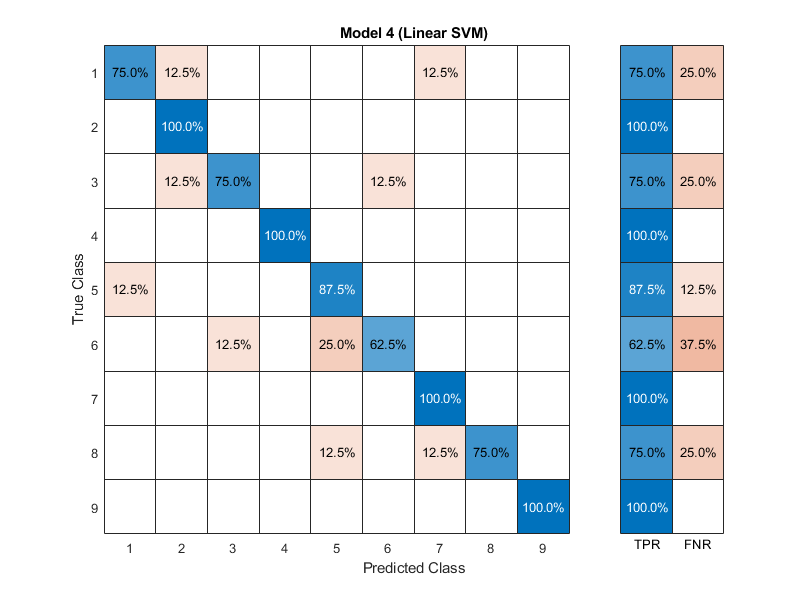 Model 4 (Linear SVM)
1 75.0% 12.5% 12.5% 75.0% 25.0%
2 100.0% 100.0%
3 12.5% 75.0% 12.5% 75.0% 25.0%
4 100.0% 100.0%
True Class
5 12.5% 87.5% 87.5% 12.5%
6 12.5% 25.0% 62.5% 62.5% 37.5%
7 100.0% 100.0%
8 12.5% 12.5% 75.0% 75.0% 25.0%
9 100.0% 100.0%
1 2 3 4 5 6 7 8 9 TPR FNR
Predicted Class